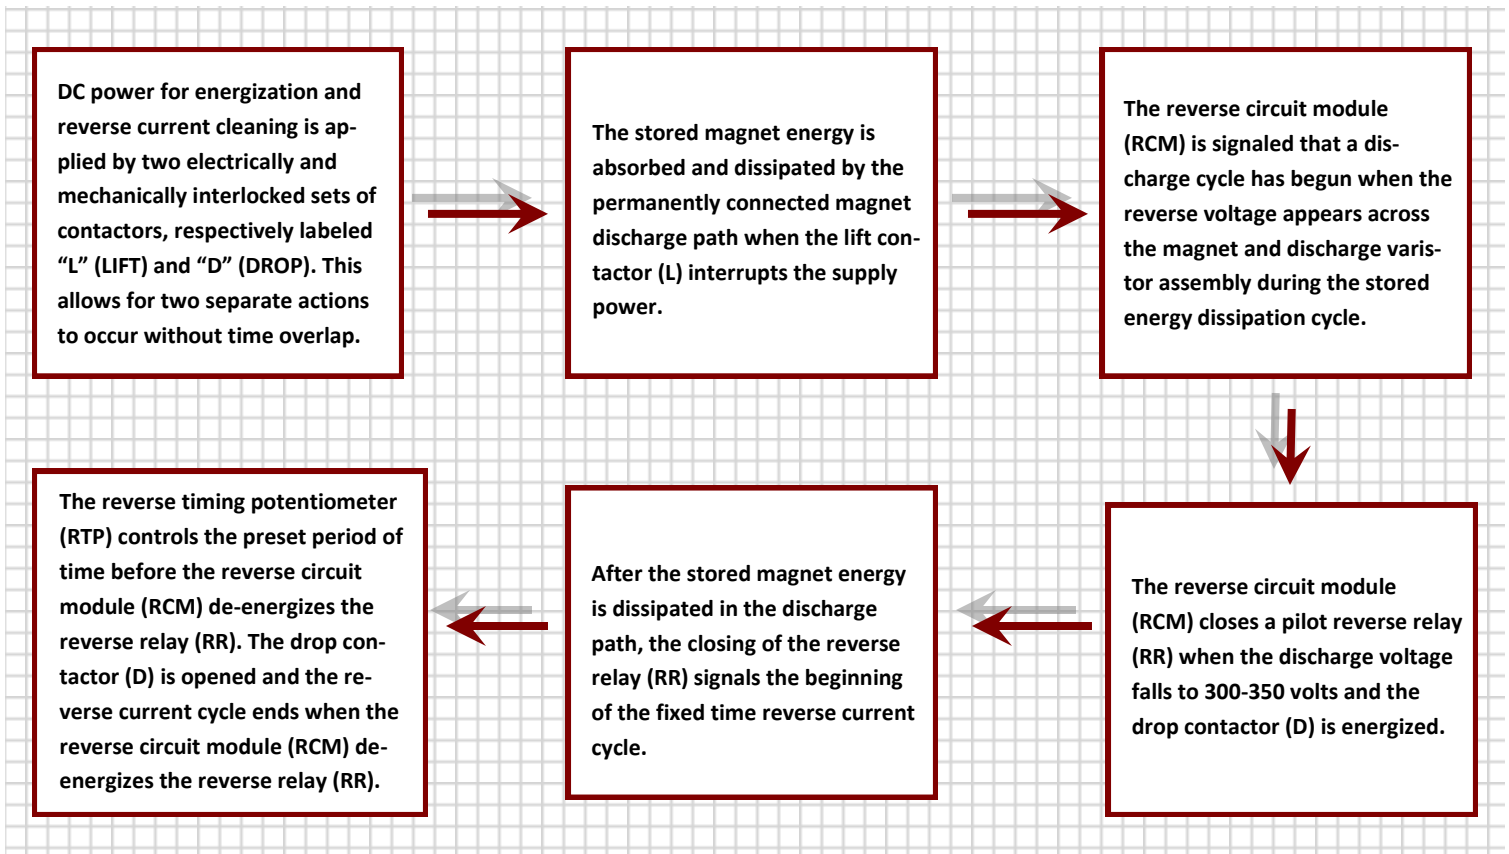 DC power for energization and
reverse current cleaning is ap-
plied by two electrically and
mechanically interlocked sets of
contactors, respectively labeled
“L” (LIFT) and “D” (DROP). This
allows for two separate actions
to occur without time overlap.
The stored magnet energy is
absorbed and dissipated by the
permanently connected magnet
discharge path when the lift con-
tactor (L) interrupts the supply
power.
The reverse circuit module
(RCM) is signaled that a dis-
charge cycle has begun when the
reverse voltage appears across
the magnet and discharge varis-
tor assembly during the stored
energy dissipation cycle.
The reverse circuit module
(RCM) closes a pilot reverse relay
(RR) when the discharge voltage
falls to 300-350 volts and the
drop contactor (D) is energized.
After the stored magnet energy
is dissipated in the discharge
path, the closing of the reverse
relay (RR) signals the beginning
of the fixed time reverse current
cycle.
The reverse timing potentiometer
(RTP) controls the preset period of
time before the reverse circuit
module (RCM) de-energizes the
reverse relay (RR). The drop con-
tactor (D) is opened and the re-
verse current cycle ends when the
reverse circuit module (RCM) de-
energizes the reverse relay (RR).